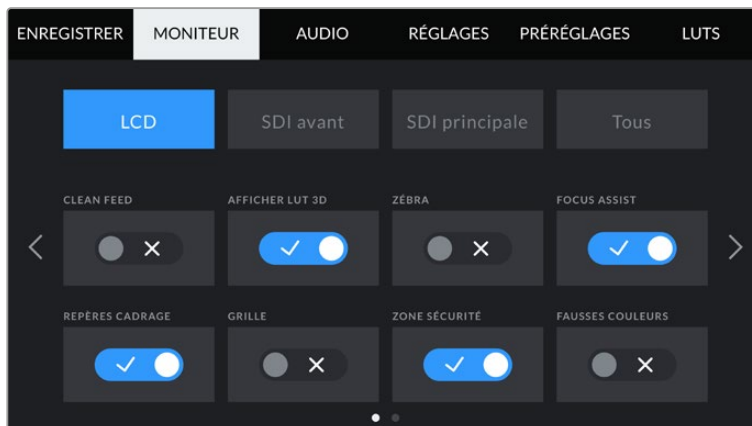 ENREGISTRER MONITEUR AUDIO RÉGLAGES PRÉRÉGLAGES LUTS
LCD SDI avant SDI principale Tous
CLEAN FEED AFFICHER LUT 3D ZÉBRA FOCUS ASSIST
REPÈRES CADRAGE GRILLE ZONE SÉCURITÉ FAUSSES COULEURS